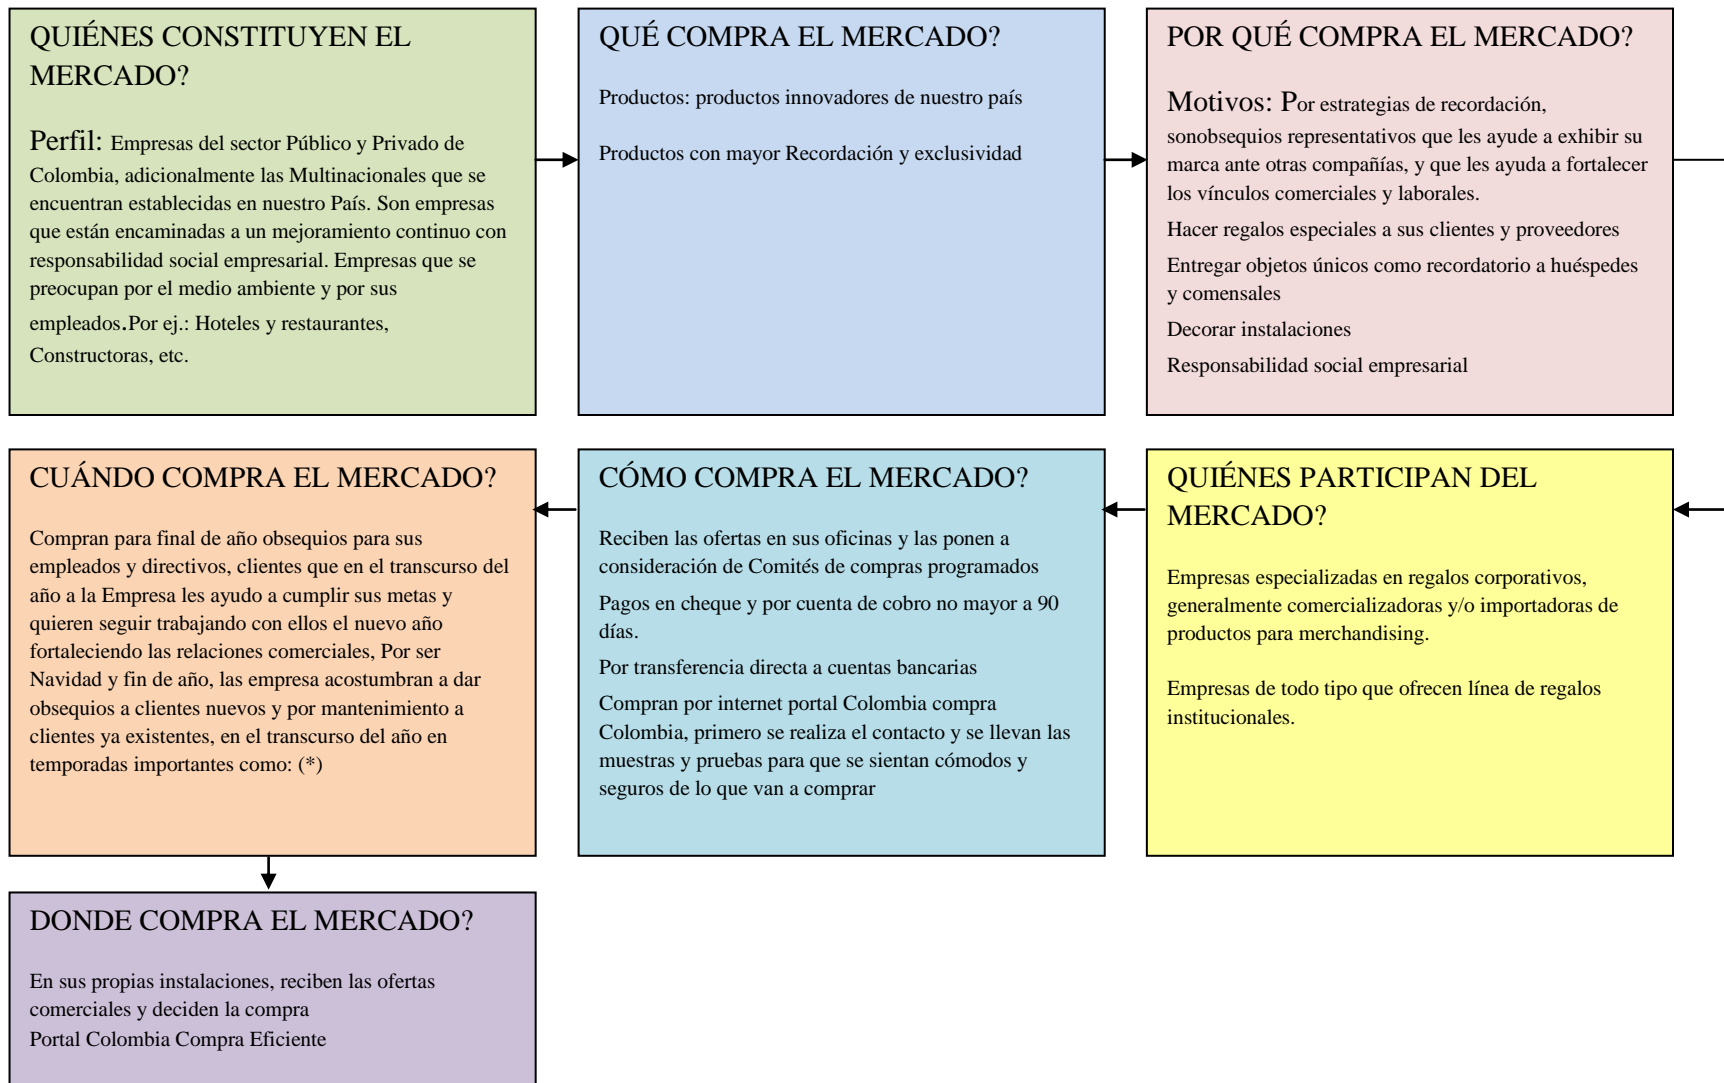 QUIÉNES CONSTITUYEN EL
MERCADO?
Perfil: Empresas del sector Público y Privado de
Colombia, adicionalmente las Multinacionales que se
encuentran establecidas en nuestro País. Son empresas
que están encaminadas a un mejoramiento continuo con
responsabilidad social empresarial. Empresas que se
preocupan por el medio ambiente y por sus
empleados.Por ej.: Hoteles y restaurantes,
Constructoras, etc.
QUÉ COMPRA EL MERCADO?
Productos: productos innovadores de nuestro país
Productos con mayor Recordación y exclusividad
POR QUÉ COMPRA EL MERCADO?
Motivos: Por estrategias de recordación,
sonobsequios representativos que les ayude a exhibir su
marca ante otras compañías, y que les ayuda a fortalecer
los vínculos comerciales y laborales.
Hacer regalos especiales a sus clientes y proveedores
Entregar objetos únicos como recordatorio a huéspedes
y comensales
Decorar instalaciones
Responsabilidad social empresarial
QUIÉNES PARTICIPAN DEL
MERCADO?
Empresas especializadas en regalos corporativos,
generalmente comercializadoras y/o importadoras de
productos para merchandising.
Empresas de todo tipo que ofrecen línea de regalos
institucionales.
CÓMO COMPRA EL MERCADO?
Reciben las ofertas en sus oficinas y las ponen a
consideración de Comités de compras programados
Pagos en cheque y por cuenta de cobro no mayor a 90
días.
Por transferencia directa a cuentas bancarias
Compran por internet portal Colombia compra
Colombia, primero se realiza el contacto y se llevan las
muestras y pruebas para que se sientan cómodos y
seguros de lo que van a comprar
CUÁNDO COMPRA EL MERCADO?
Compran para final de año obsequios para sus
empleados y directivos, clientes que en el transcurso del
año a la Empresa les ayudo a cumplir sus metas y
quieren seguir trabajando con ellos el nuevo año
fortaleciendo las relaciones comerciales, Por ser
Navidad y fin de año, las empresa acostumbran a dar
obsequios a clientes nuevos y por mantenimiento a
clientes ya existentes, en el transcurso del año en
temporadas importantes como: (*)
DONDE COMPRA EL MERCADO?
En sus propias instalaciones, reciben las ofertas
comerciales y deciden la compra
Portal Colombia Compra Eficiente